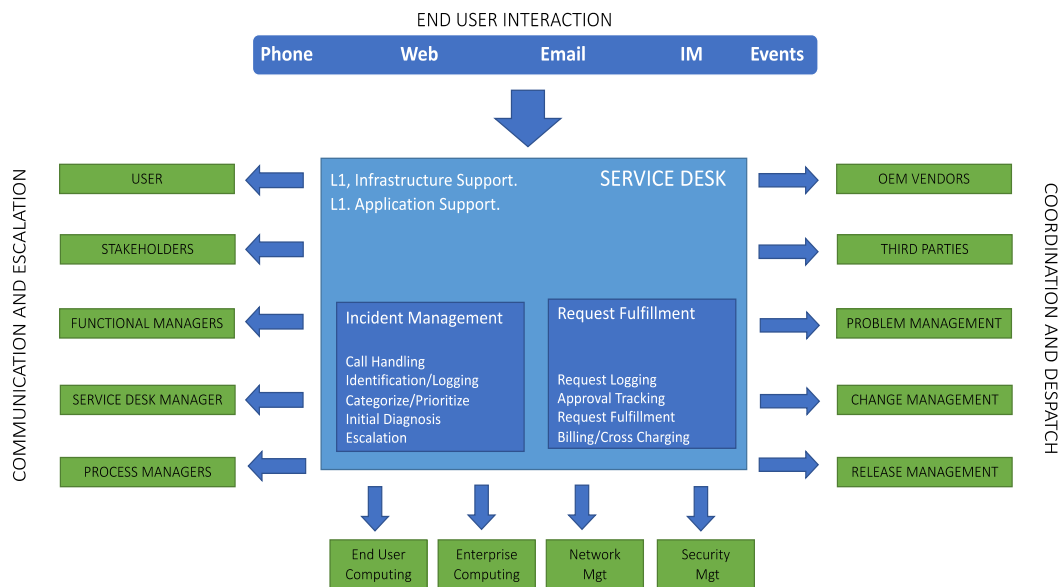 END USER INTERACTION
Phone Web Email IM Events
COMMUNICATION AND ESCALATION
USER
STAKEHOLDERS
FUNCTIONAL MANAGERS
SERVICE DESK MANAGER
PROCESS MANAGERS
L1, Infrastructure Support.
L1. Application Support.
SERVICE DESK
Incident Management
Call Handling
Identification/Logging
Categorize/Prioritize
Initial Diagnosis
Escalation
Request Fulfillment
Request Logging
Approval Tracking
Request Fulfillment
Billing/Cross Charging
OEM VENDORS
THIRD PARTIES
PROBLEM MANAGEMENT
CHANGE MANAGEMENT
RELEASE MANAGEMENT
COORDINATION AND DESPATCH
End User
Computing
Enterprise
Computing
Network
Mgt
Security
Mgt